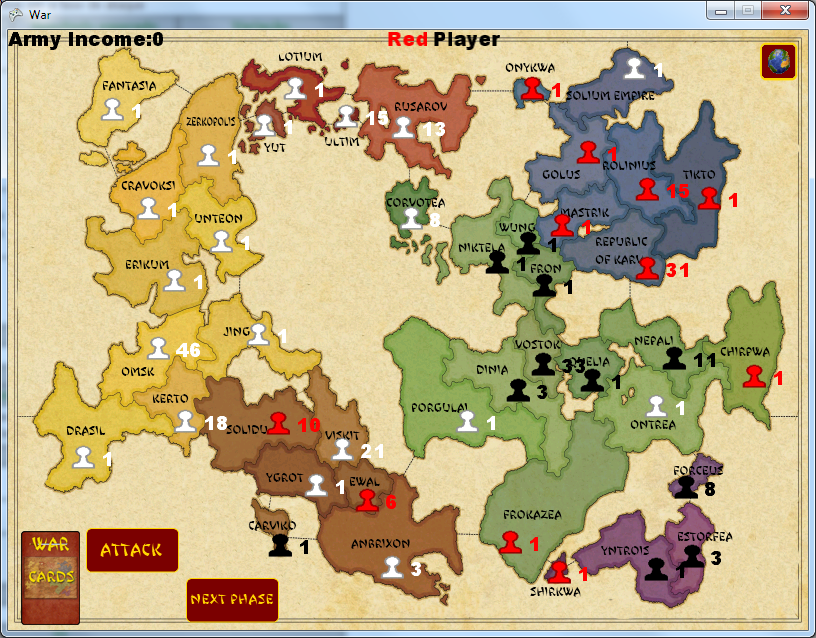 War
Army Income:0
Red Player
LOTIUM
1
ONYKWA
1
SOLIUM EMPIRE
1
FANTASIA
1
ZERKOPOLIS
1
YUT
1
ULTIM
15
RUSAROV
13
GOLUS
1
ROLINIUS
15
TIKTO
1
CRAVOKSI
1
UNTEON
1
CORVOTEA
8
MASTRIK
1
WUNG
1
NIKTELA
1
FRON
1
REPUBLIC
OF KARU
31
ERIKUM
1
JING
1
OMSK
46
VOSTOK
33
OHELIA
1
NEPALI
11
CHIRPWA
1
DINIA
3
KERTO
18
SOLIDU
10
VISKIT
21
PORGULAI
1
ONTREA
1
DRASIL
1
YGROT
1
EWAL
6
FORCEUS
8
CARVIKO
1
ANBRIXON
3
FROKAZEA
1
YNTROIS
1
ESTORFEA
3
SHIRKWA
1
WAR
CARDS
ATTACK
NEXT PHASE